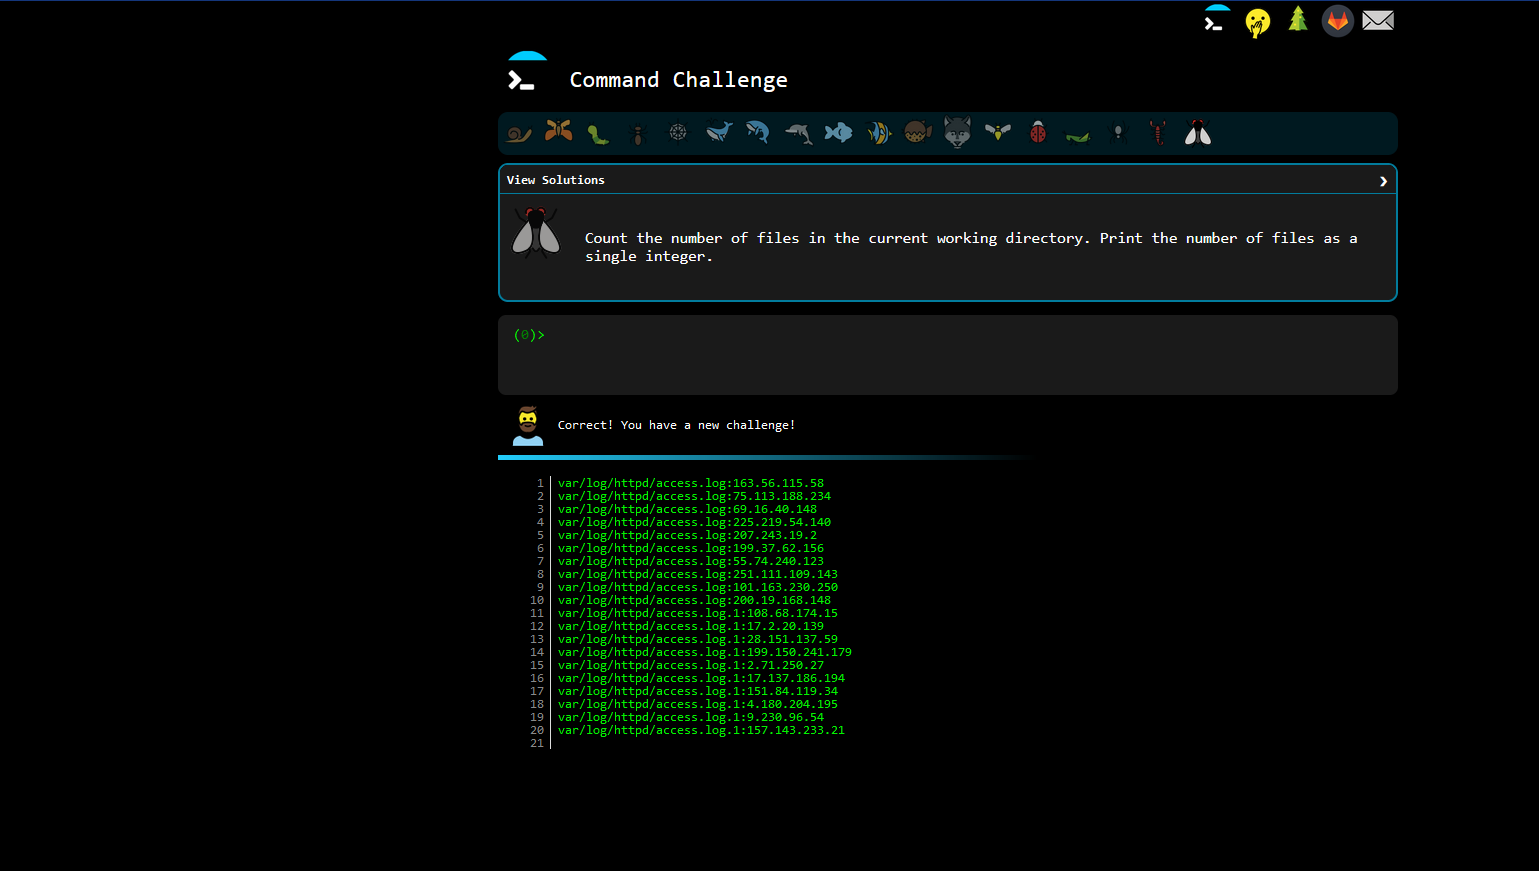 Command Challenge
View Solutions
Count the number of files in the current working directory. Print the number of files as a
single integer.
(0)>
Correct! You have a new challenge!
1 var/log/httpd/access.log:163.56.115.58
2 var/log/httpd/access.log:75.113.188.234
3 var/log/httpd/access.log:69.16.40.148
4 var/log/httpd/access.log:225.219.54.140
5 var/log/httpd/access.log:207.243.19.2
6 var/log/httpd/access.log:199.37.62.156
7 var/log/httpd/access.log:55.74.240.123
8 var/log/httpd/access.log:251.111.109.143
9 var/log/httpd/access.log:101.163.230.250
10 var/log/httpd/access.log:200.19.168.148
11 var/log/httpd/access.log.1:108.68.174.15
12 var/log/httpd/access.log.1:17.2.20.139
13 var/log/httpd/access.log.1:28.151.137.59
14 var/log/httpd/access.log.1:199.150.241.179
15 var/log/httpd/access.log.1:2.71.250.27
16 var/log/httpd/access.log.1:17.137.186.194
17 var/log/httpd/access.log.1:151.84.119.34
18 var/log/httpd/access.log.1:4.180.204.195
19 var/log/httpd/access.log.1:9.230.96.54
20 var/log/httpd/access.log.1:157.143.233.21
21